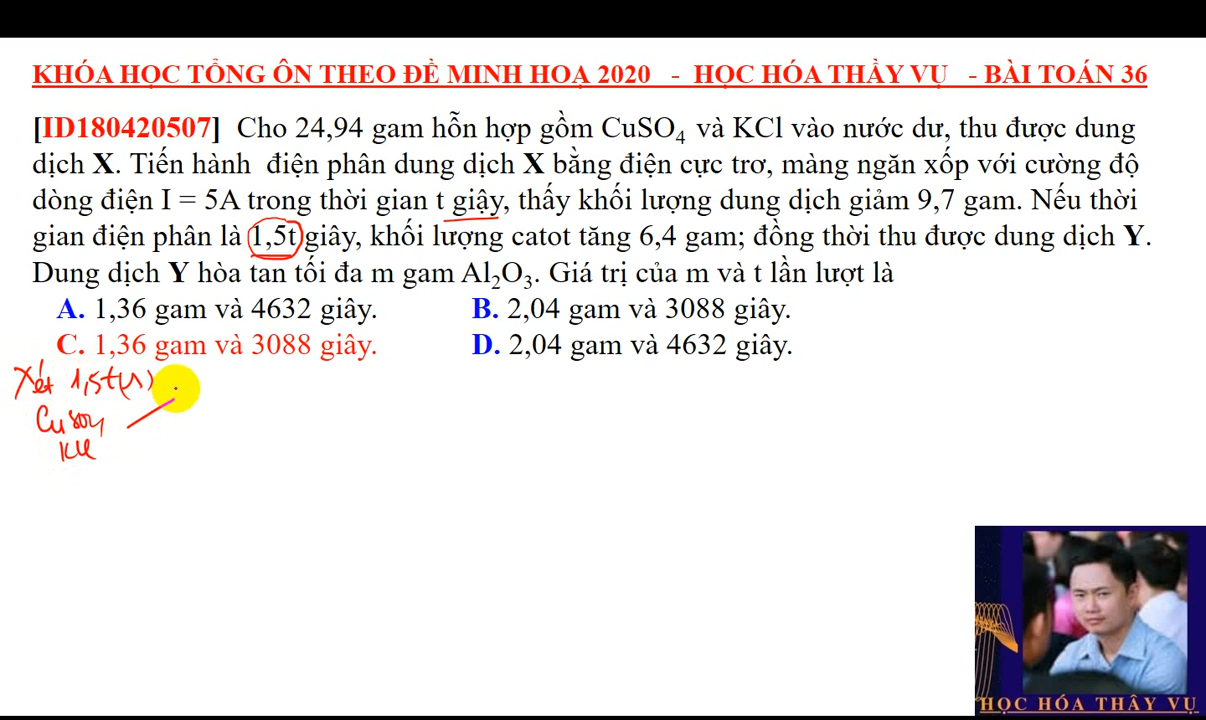 KHÓA HỌC TỔNG ÔN THEO ĐỀ MINH HOẠ 2020 - HỌC HÓA THẦY VỤ - BÀI TOÁN 36
[ID180420507] Cho 24,94 gam hỗn hợp gồm CuSO₄ và KCl vào nước dư, thu được dung
dịch X. Tiến hành điện phân dung dịch X bằng điện cực trơ, màng ngăn xốp với cường độ
dòng điện I = 5A trong thời gian t giậy, thấy khối lượng dung dịch giảm 9,7 gam. Nếu thời
gian điện phân là 1,5t giây, khối lượng catot tăng 6,4 gam; đồng thời thu được dung dịch Y.
Dung dịch Y hòa tan tối đa m gam Al₂O₃. Giá trị của m và t lần lượt là
A. 1,36 gam và 4632 giây. B. 2,04 gam và 3088 giây.
C. 1,36 gam và 3088 giây. D. 2,04 gam và 4632 giây.
Xét 1,5t(s)
CuSO4
KCl
HỌC HÓA THẦY VỤ